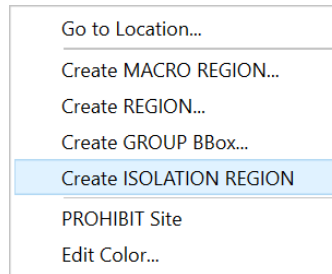 Go to Location...
Create MACRO REGION...
Create REGION...
Create GROUP BBox...
Create ISOLATION REGION
PROHIBIT Site
Edit Color...